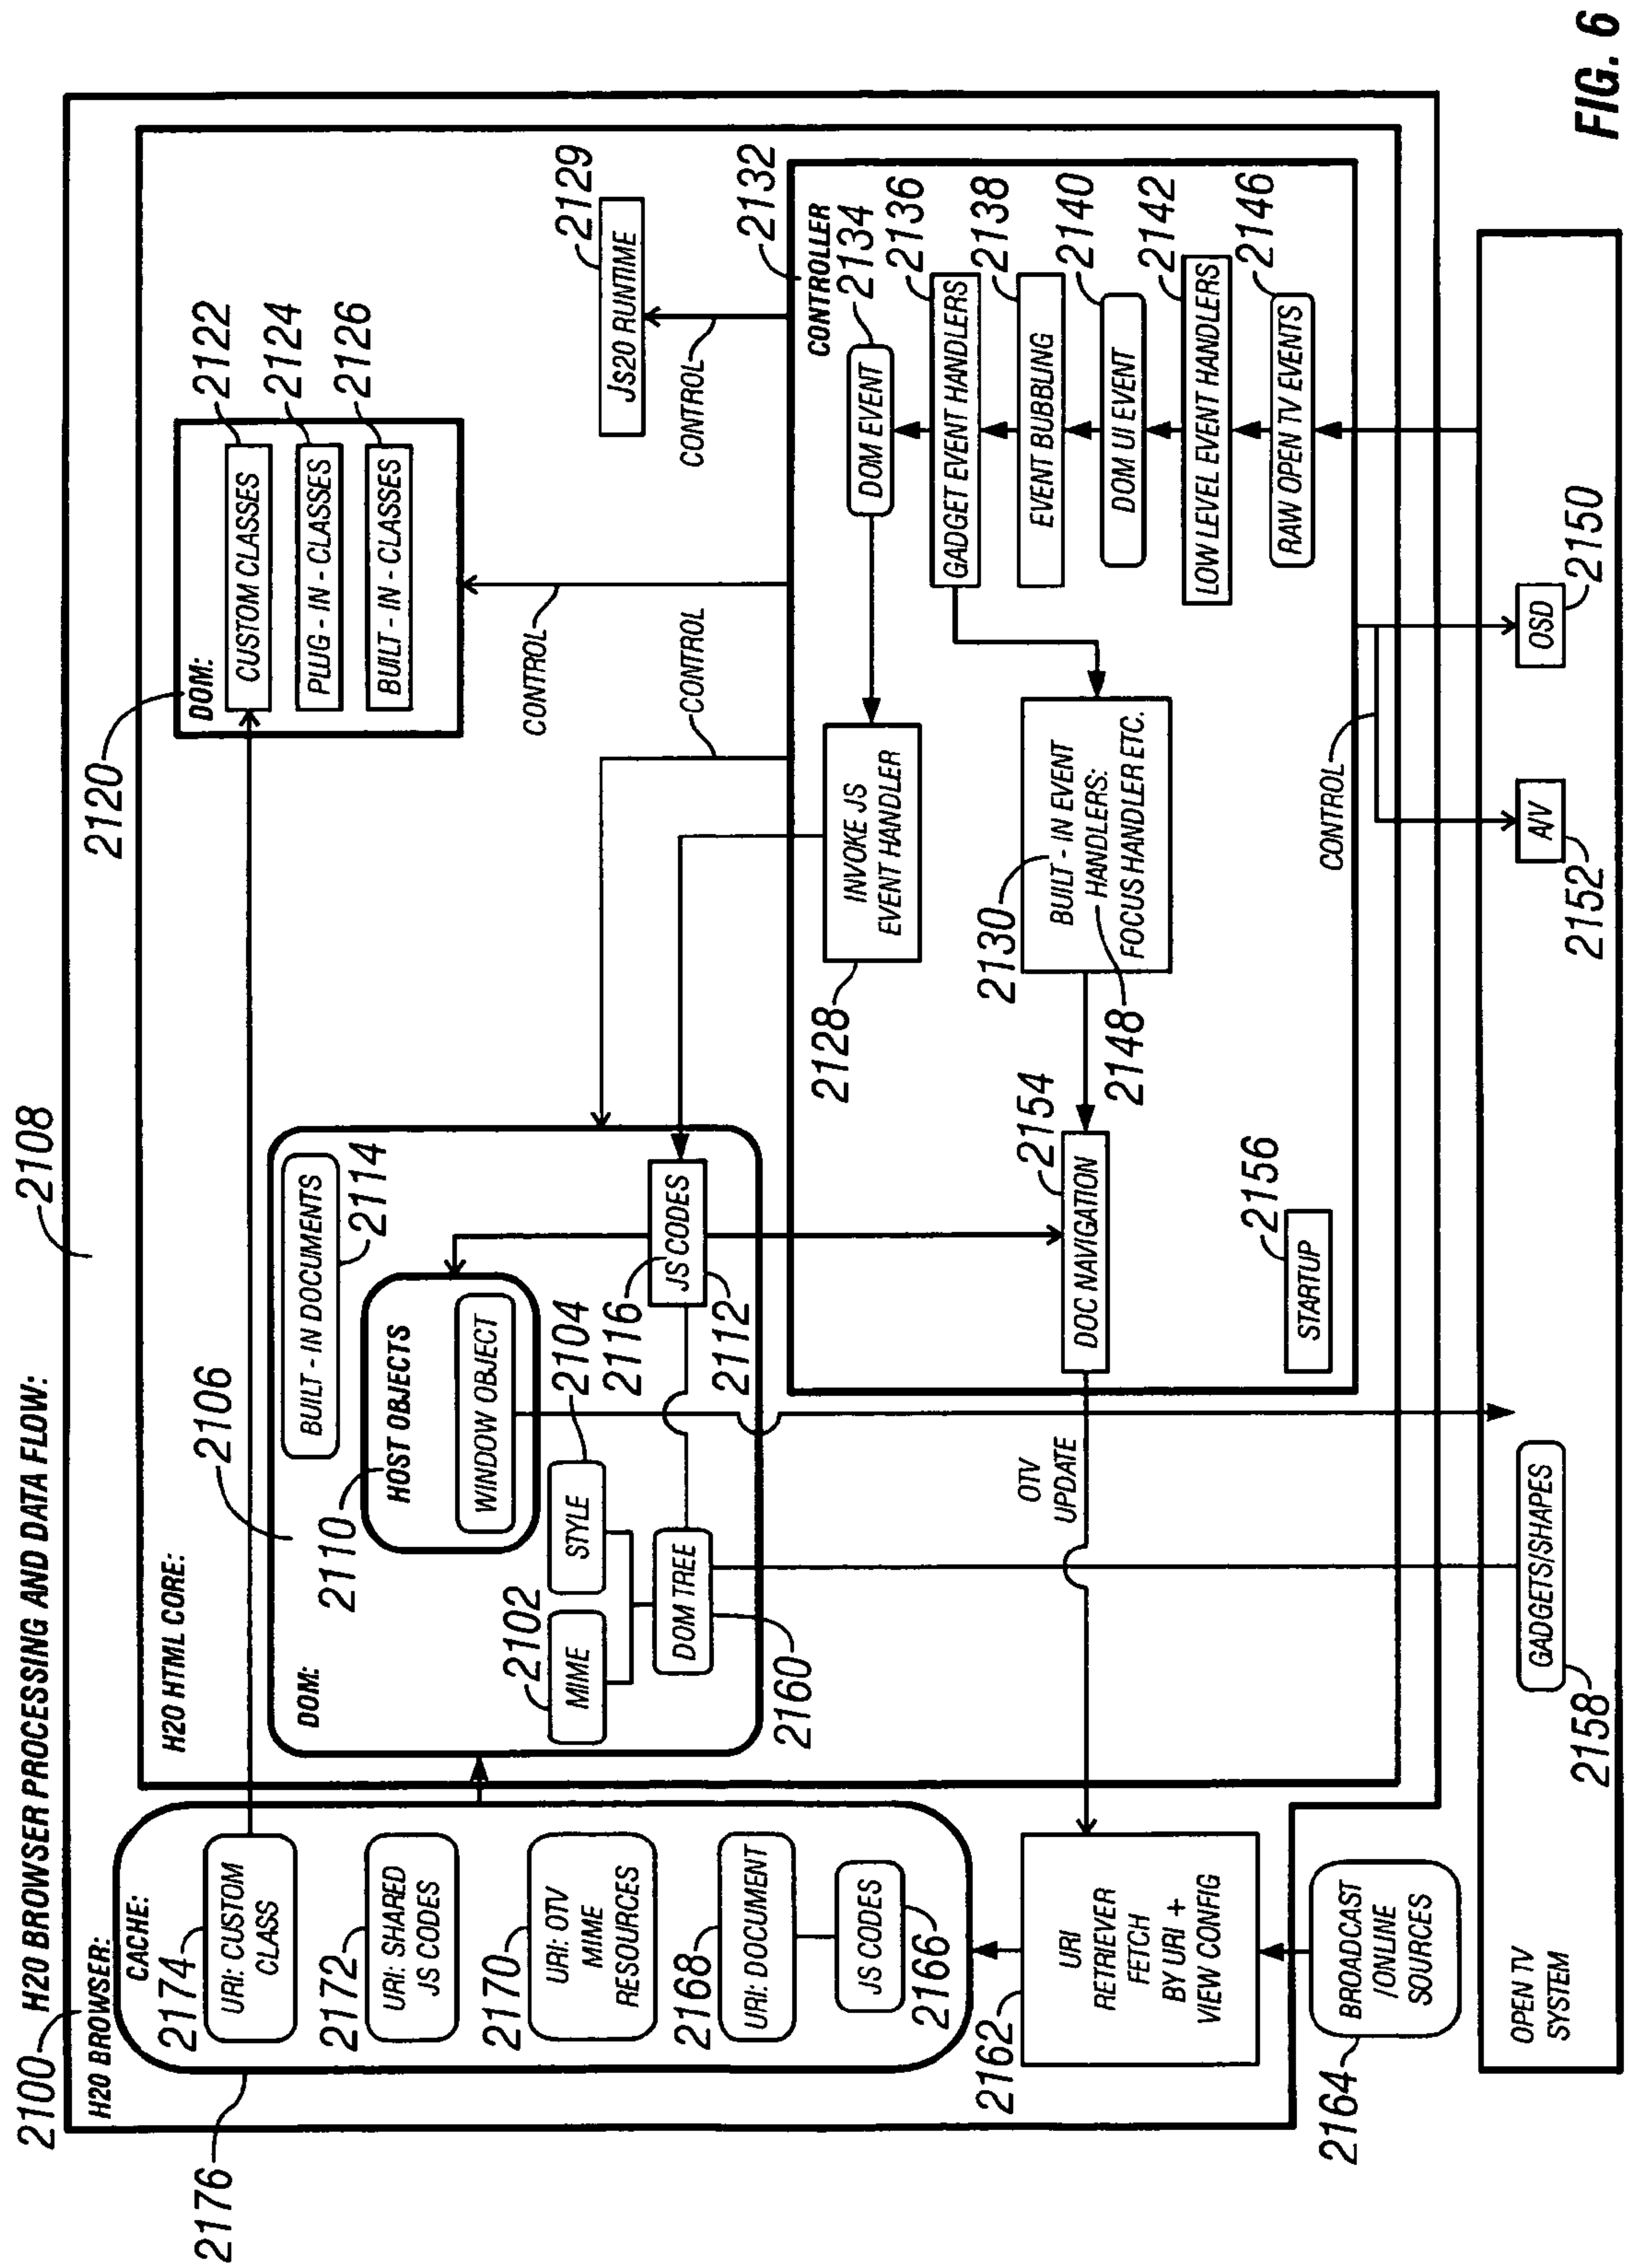 H2O BROWSER PROCESSING AND DATA FLOW:
2108
2100
H2O BROWSER:
2176
CACHE:
2174
URI: CUSTOM
CLASS
2172
URI: SHARED
JS CODES
2170
URI: OTV
MIME
RESOURCES
2168
URI: DOCUMENT
JS CODES
2166
2162
URI
RETRIEVER
FETCH
BY URI +
VIEW CONFIG
2164
BROADCAST
/ONLINE
SOURCES
H2O HTML CORE:
2106
DOM:
BUILT - IN DOCUMENTS
2114
2110
HOST OBJECTS
WINDOW OBJECT
2102
MIME
STYLE
2104
DOM TREE
2160
2116
JS CODES
2112
2120
DOM:
CUSTOM CLASSES
2122
PLUG - IN - CLASSES
2124
BUILT - IN - CLASSES
2126
JS20 RUNTIME
2129
CONTROL
CONTROL
CONTROL
2132
CONTROLLER
DOM EVENT
2134
GADGET EVENT HANDLERS
2136
EVENT BUBBLING
2138
DOM UI EVENT
2140
LOW LEVEL EVENT HANDLERS
2142
RAW OPEN TV EVENTS
2146
INVOKE JS
EVENT HANDLER
2128
2130
BUILT - IN EVENT
HANDLERS:
FOCUS HANDLER ETC.
2148
2154
DOC NAVIGATION
2156
STARTUP
OTV
UPDATE
CONTROL
OPEN TV
SYSTEM
GADGETS/SHAPES
2158
A/V
2152
OSD
2150
FIG. 6